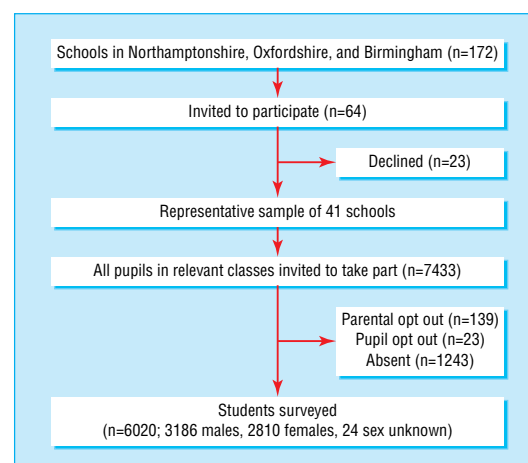 Schools in Northamptonshire, Oxfordshire, and Birmingham (n=172)
Invited to participate (n=64)
Declined (n=23)
Representative sample of 41 schools
All pupils in relevant classes invited to take part (n=7433)
Parental opt out (n=139)
Pupil opt out (n=23)
Absent (n=1243)
Students surveyed
(n=6020; 3186 males, 2810 females, 24 sex unknown)